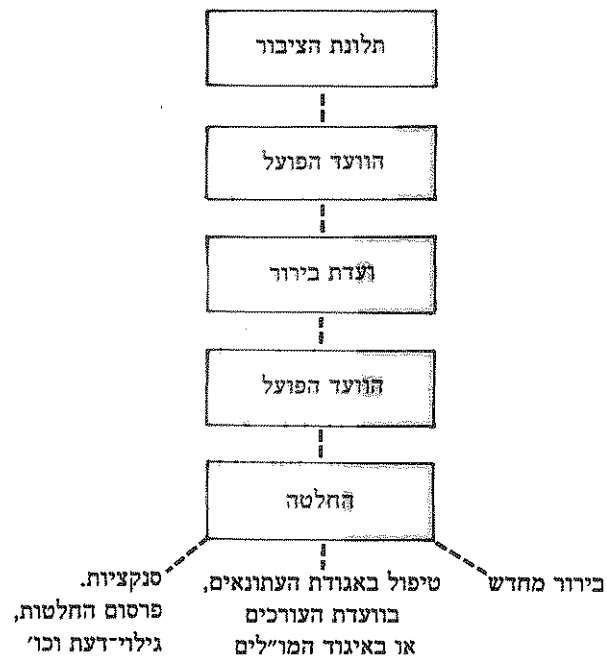 תלונת הציבור
הוועד הפועל
ועדת בירור
הוועד הפועל
החלטה
בירור מחדש
טיפול באגודת העתונאים,
בוועדת העורכים
או באיגוד המו״לים
סנקציות.
פרסום החלטות,
גילוי־דעת וכו׳